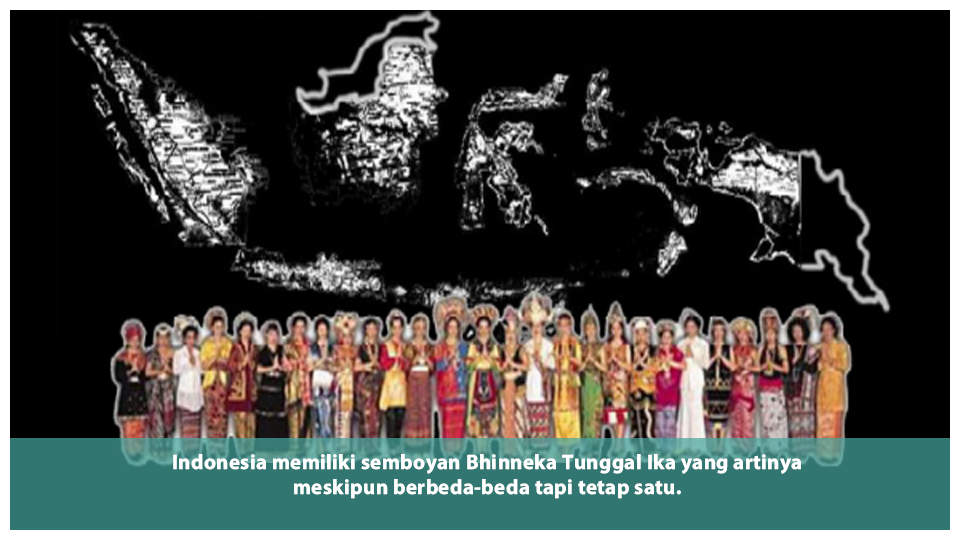 Indonesia memiliki semboyan Bhinneka Tunggal Ika yang artinya
meskipun berbeda-beda tapi tetap satu.